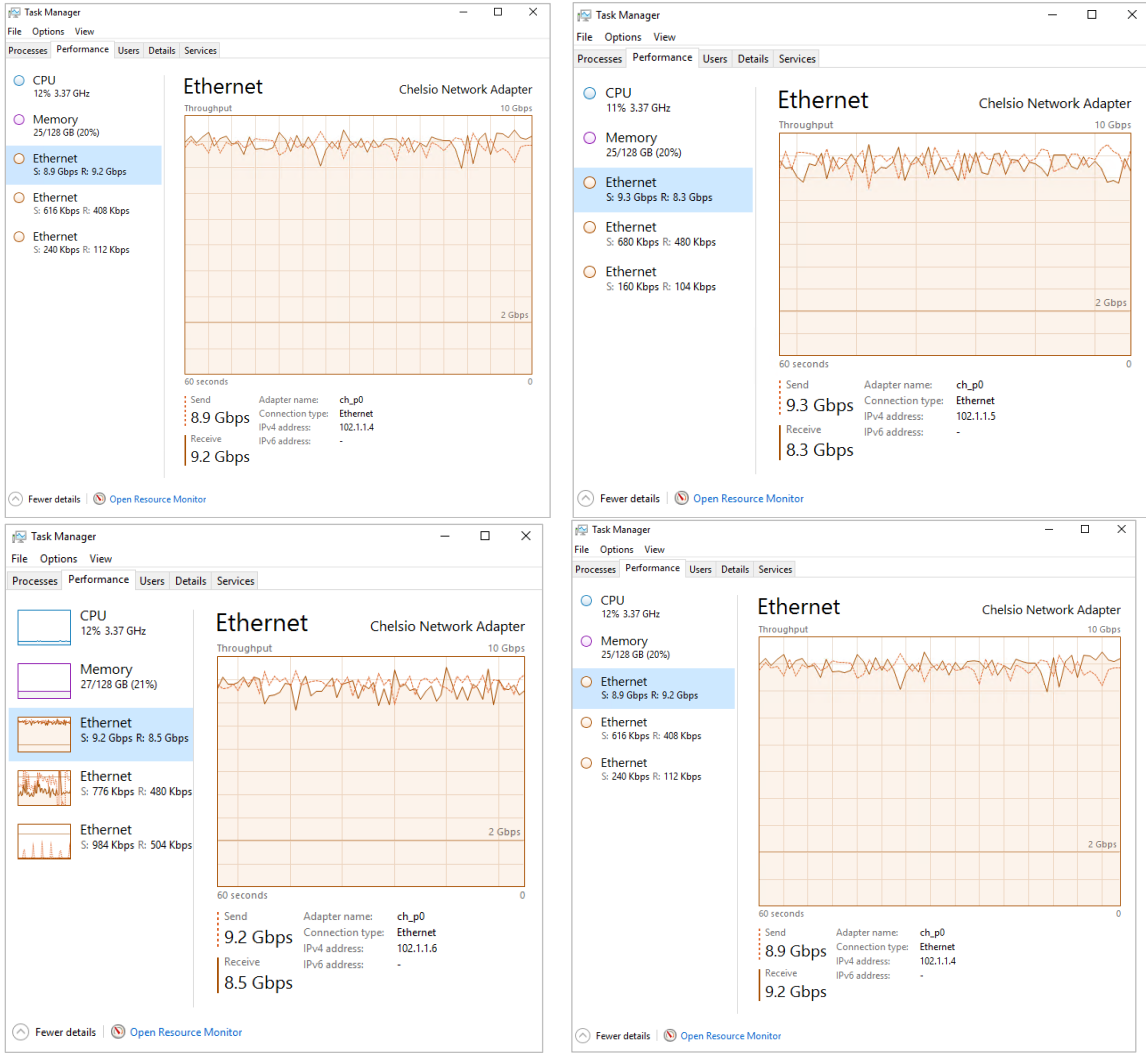 Task Manager
File Options View
Processes Performance Users Details Services
CPU
12% 3.37 GHz
Memory
25/128 GB (20%)
Ethernet
S: 8.9 Gbps R: 9.2 Gbps
Ethernet
S: 616 Kbps R: 408 Kbps
Ethernet
S: 240 Kbps R: 112 Kbps
Ethernet Chelsio Network Adapter
Throughput 10 Gbps
2 Gbps
60 seconds 0
Send
8.9 Gbps
Receive
9.2 Gbps
Adapter name: ch_p0
Connection type: Ethernet
IPv4 address: 102.1.1.4
IPv6 address: -
Fewer details Open Resource Monitor
Task Manager
File Options View
Processes Performance Users Details Services
CPU
11% 3.37 GHz
Memory
25/128 GB (20%)
Ethernet
S: 9.3 Gbps R: 8.3 Gbps
Ethernet
S: 680 Kbps R: 480 Kbps
Ethernet
S: 160 Kbps R: 104 Kbps
Ethernet Chelsio Network Adapter
Throughput 10 Gbps
2 Gbps
60 seconds 0
Send
9.3 Gbps
Receive
8.3 Gbps
Adapter name: ch_p0
Connection type: Ethernet
IPv4 address: 102.1.1.5
IPv6 address: -
Fewer details Open Resource Monitor
Task Manager
File Options View
Processes Performance Users Details Services
CPU
12% 3.37 GHz
Memory
27/128 GB (21%)
Ethernet
S: 9.2 Gbps R: 8.5 Gbps
Ethernet
S: 776 Kbps R: 480 Kbps
Ethernet
S: 984 Kbps R: 504 Kbps
Ethernet Chelsio Network Adapter
Throughput 10 Gbps
2 Gbps
60 seconds 0
Send
9.2 Gbps
Receive
8.5 Gbps
Adapter name: ch_p0
Connection type: Ethernet
IPv4 address: 102.1.1.6
IPv6 address: -
Fewer details Open Resource Monitor
Task Manager
File Options View
Processes Performance Users Details Services
CPU
12% 3.37 GHz
Memory
25/128 GB (20%)
Ethernet
S: 8.9 Gbps R: 9.2 Gbps
Ethernet
S: 616 Kbps R: 408 Kbps
Ethernet
S: 240 Kbps R: 112 Kbps
Ethernet Chelsio Network Adapter
Throughput 10 Gbps
2 Gbps
60 seconds 0
Send
8.9 Gbps
Receive
9.2 Gbps
Adapter name: ch_p0
Connection type: Ethernet
IPv4 address: 102.1.1.4
IPv6 address: -
Fewer details Open Resource Monitor